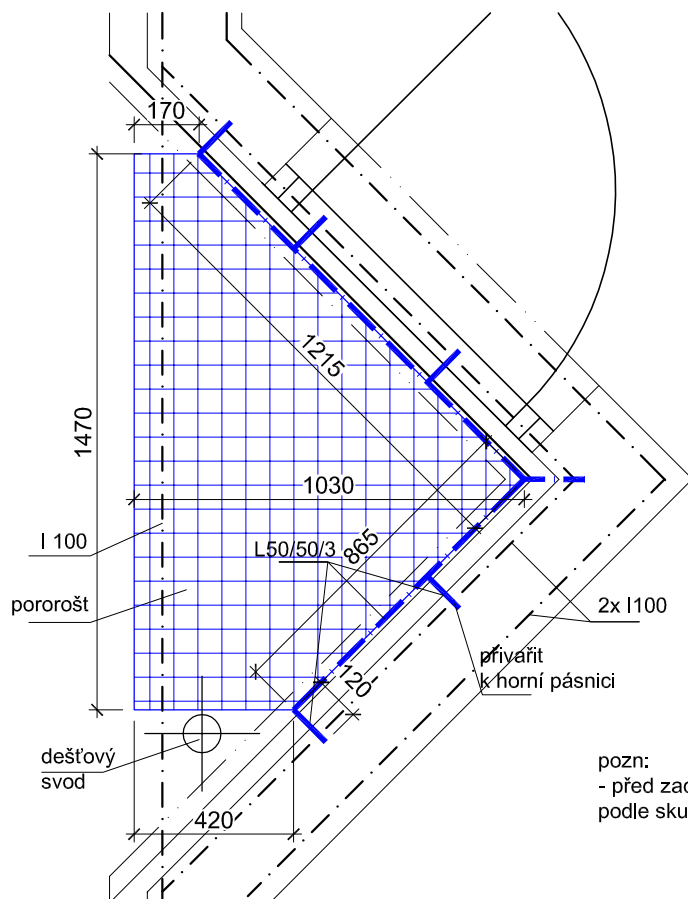 170
1215
1470
1030
I 100
L50/50/3
865
pororošt
2x I100
přivařit
k horní pásnici
120
dešťový
svod
pozn:
- před zad
podle sku
420